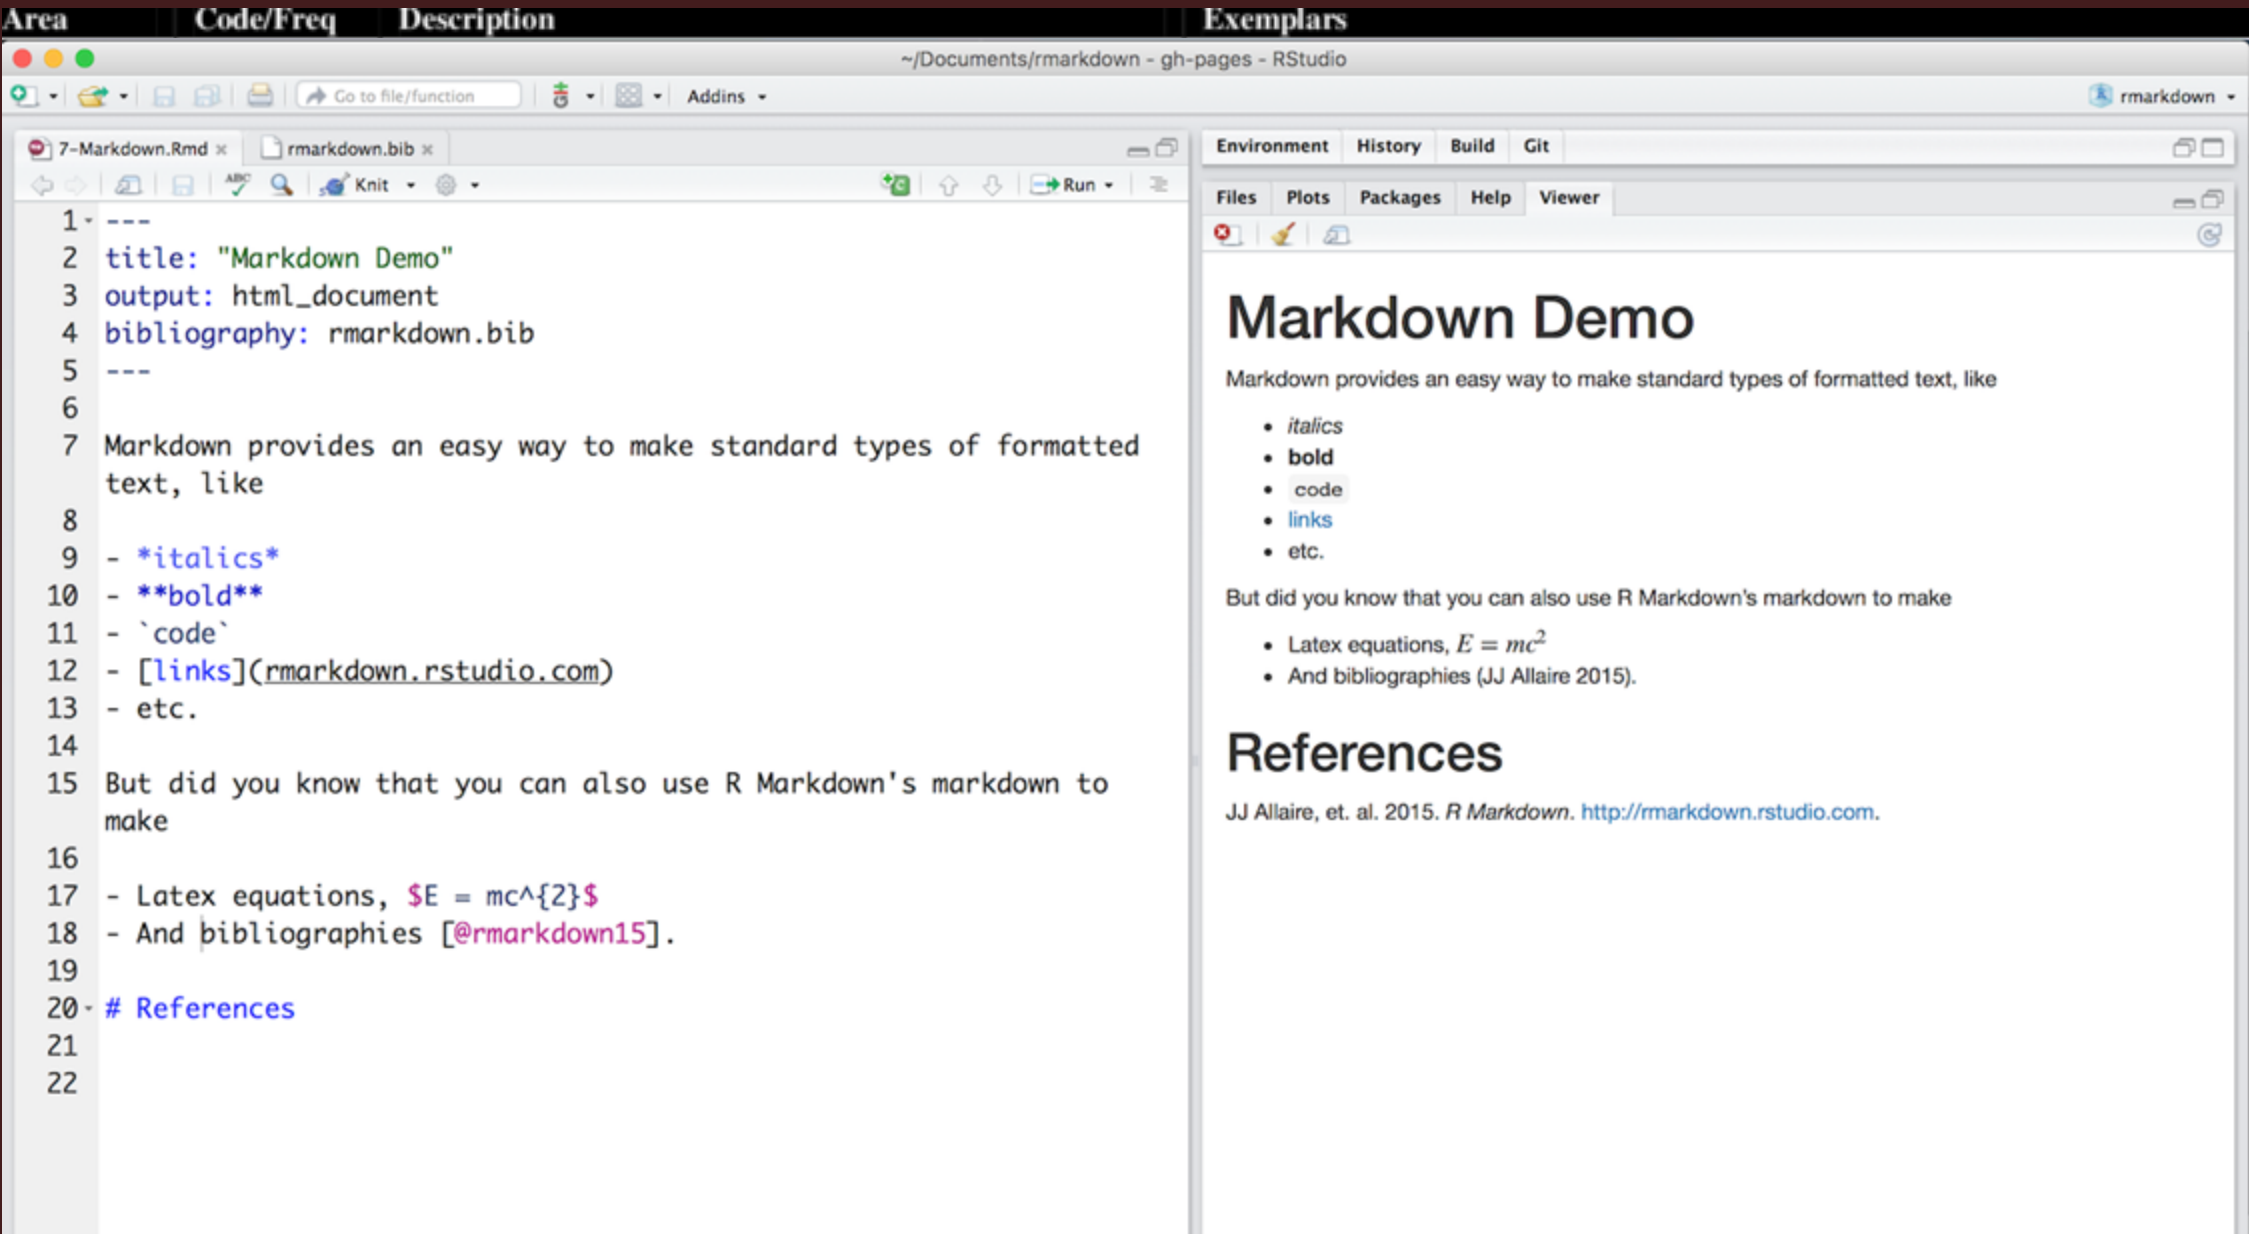 Area Code/Freq Description Exemplars
~/Documents/rmarkdown - gh-pages - RStudio
Go to file/function Addins rmarkdown
7-Markdown.Rmd rmarkdown.bib
ABC Knit Run
1 ---
2 title: "Markdown Demo"
3 output: html_document
4 bibliography: rmarkdown.bib
5 ---
6
7 Markdown provides an easy way to make standard types of formatted
text, like
8
9 - *italics*
10 - **bold**
11 - `code`
12 - [links](rmarkdown.rstudio.com)
13 - etc.
14
15 But did you know that you can also use R Markdown's markdown to
make
16
17 - Latex equations, $E = mc^{2}$
18 - And bibliographies [@rmarkdown15].
19
20 # References
21
22
Environment History Build Git
Files Plots Packages Help Viewer
Markdown Demo
Markdown provides an easy way to make standard types of formatted text, like
• italics
• bold
• code
• links
• etc.
But did you know that you can also use R Markdown's markdown to make
• Latex equations, E = mc²
• And bibliographies (JJ Allaire 2015).
References
JJ Allaire, et. al. 2015. R Markdown. http://rmarkdown.rstudio.com.